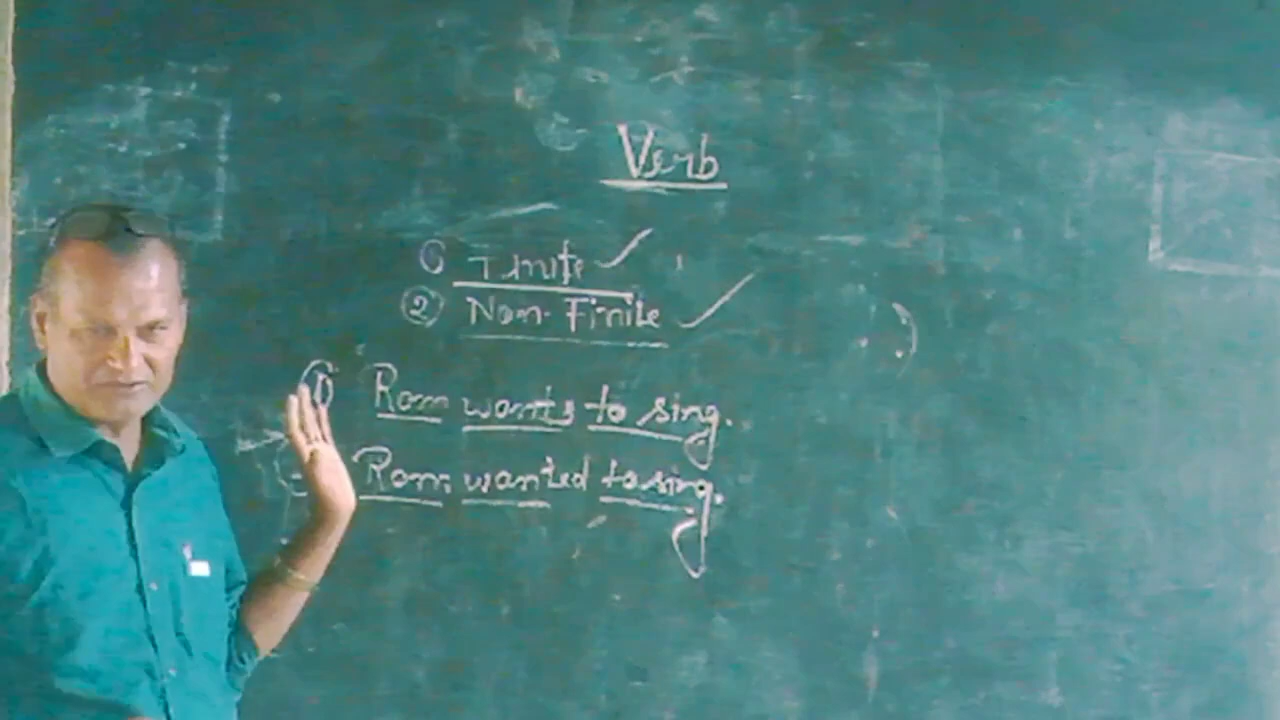 Verb
① Finite ✓
② Non-Finite ✓
① Ram wants to sing.
Ram wanted to sing.